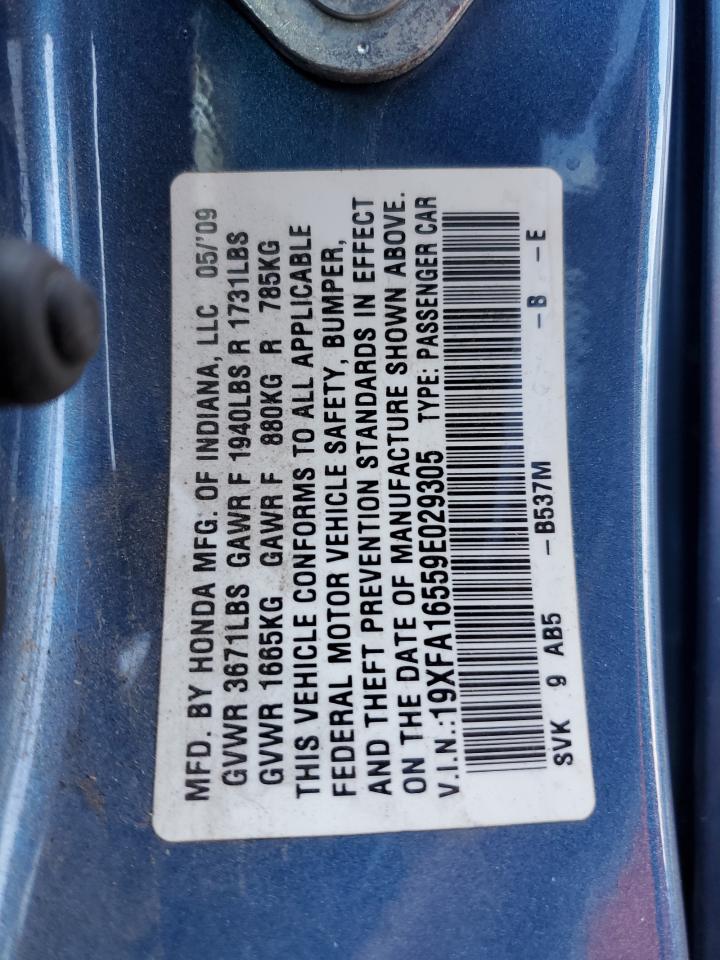 MFD. BY HONDA MFG. OF INDIANA, LLC 05/'09
GVWR 3671LBS GAWR F 1940LBS R 1731LBS
GVWR 1665KG GAWR F 880KG R 785KG
THIS VEHICLE CONFORMS TO ALL APPLICABLE
FEDERAL MOTOR VEHICLE SAFETY, BUMPER,
AND THEFT PREVENTION STANDARDS IN EFFECT
ON THE DATE OF MANUFACTURE SHOWN ABOVE.
V.I.N.:19XFA16559E029305 TYPE: PASSENGER CAR
SVK 9 AB5 -B537M -B -E